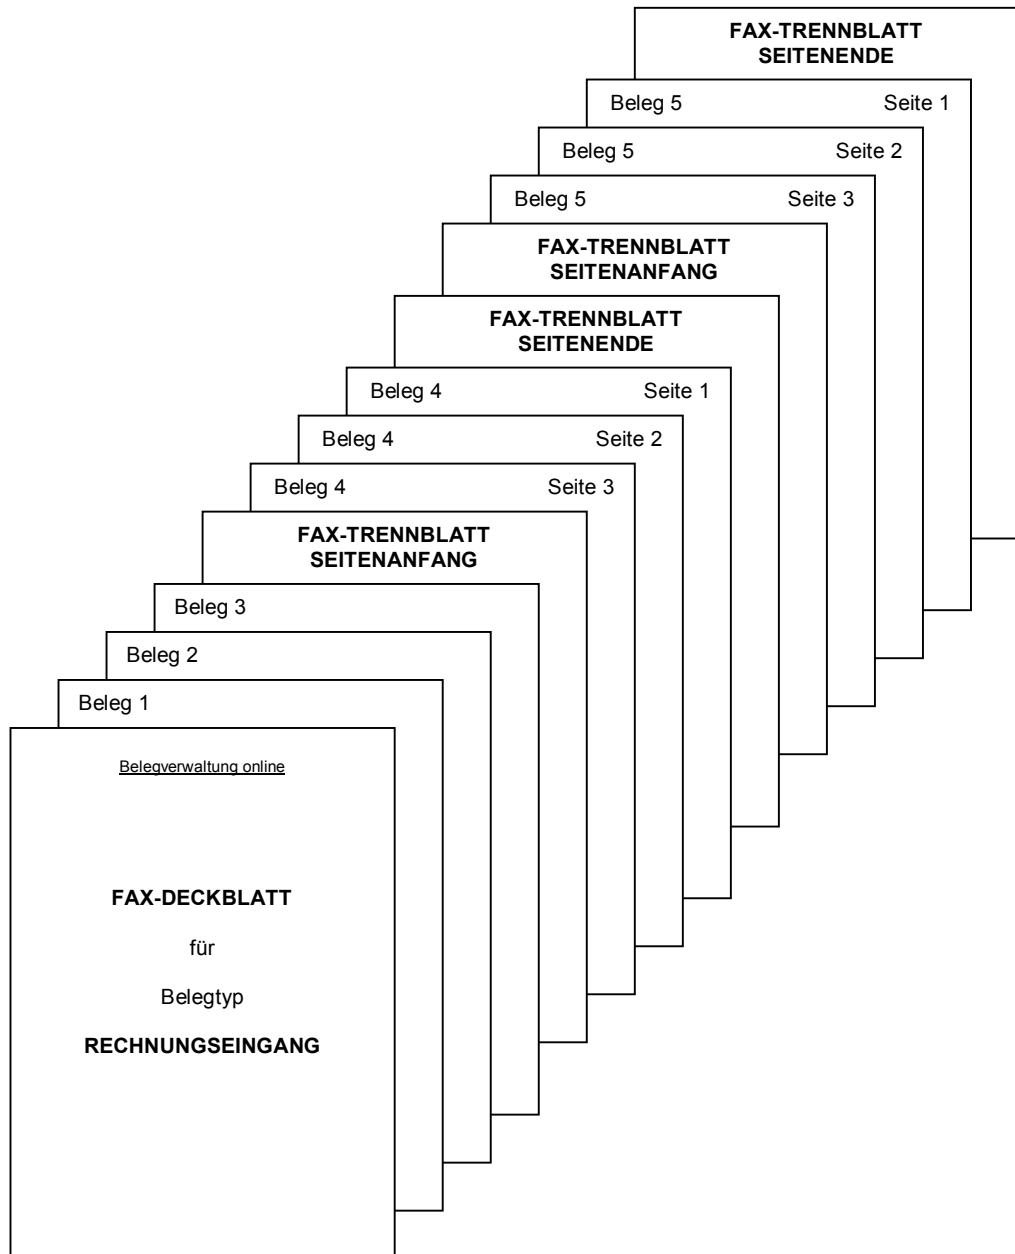 FAX-TRENNBLATT
SEITENENDE
Beleg 5 Seite 1
Beleg 5 Seite 2
Beleg 5 Seite 3
FAX-TRENNBLATT
SEITENANFANG
FAX-TRENNBLATT
SEITENENDE
Beleg 4 Seite 1
Beleg 4 Seite 2
Beleg 4 Seite 3
FAX-TRENNBLATT
SEITENANFANG
Beleg 3
Beleg 2
Beleg 1
Belegverwaltung online
FAX-DECKBLATT
für
Belegtyp
RECHNUNGSEINGANG